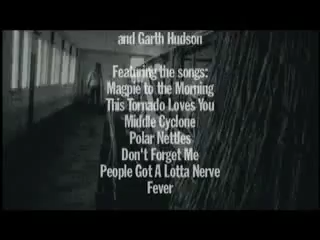 and Garth Hudson
Featuring the songs:
Magpie to the Morning
This Tornado Loves You
Middle Cyclone
Polar Nettles
Don't Forget Me
People Got A Lotta Nerve
Fever